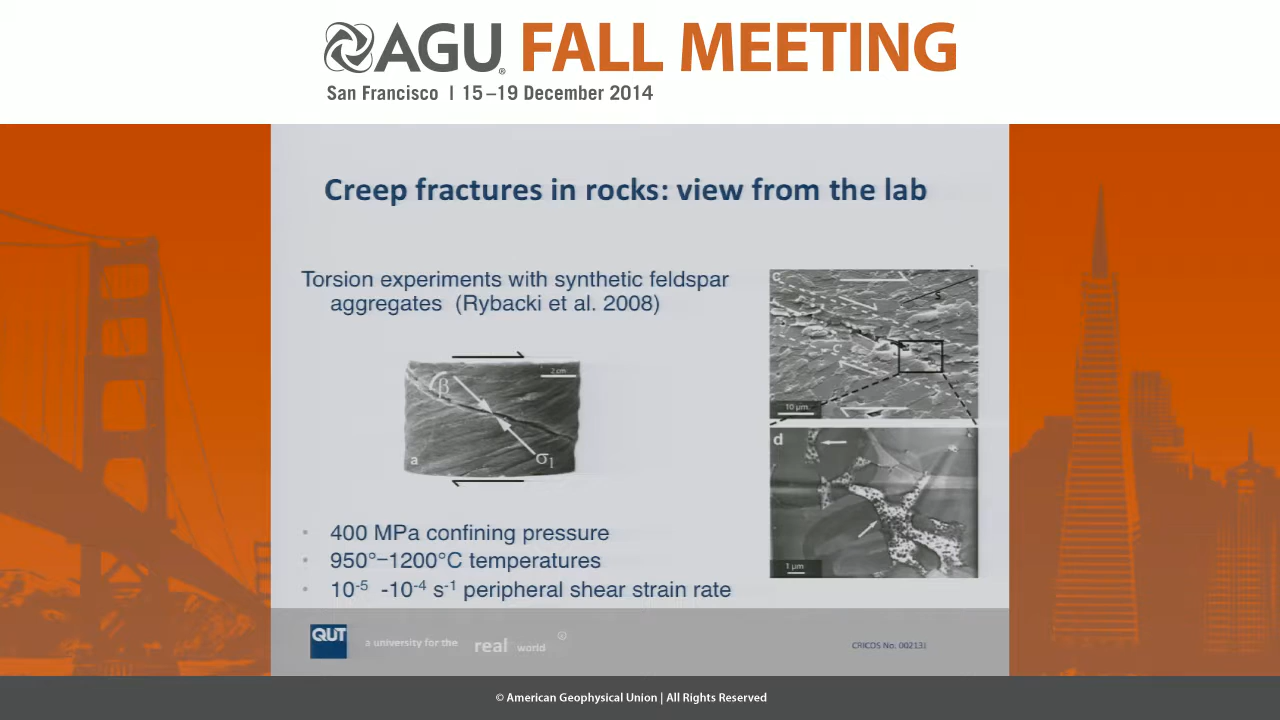 AGU® FALL MEETING
San Francisco | 15–19 December 2014
Creep fractures in rocks: view from the lab
Torsion experiments with synthetic feldspar
aggregates (Rybacki et al. 2008)
2 cm
β
σ1
a
c
S
C'
10 µm
d
1 µm
• 400 MPa confining pressure
• 950°–1200°C temperatures
• 10-5 -10-4 s-1 peripheral shear strain rate
QUT
a university for the real world
CRICOS No. 00213J
© American Geophysical Union | All Rights Reserved